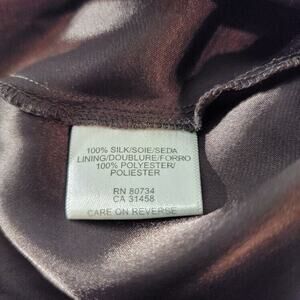 100% SILK/SOIE/SEDA
LINING/DOUBLURE/FORRO
100% POLYESTER/
POLIESTER
RN 80734
CA 31458
CARE ON REVERSE